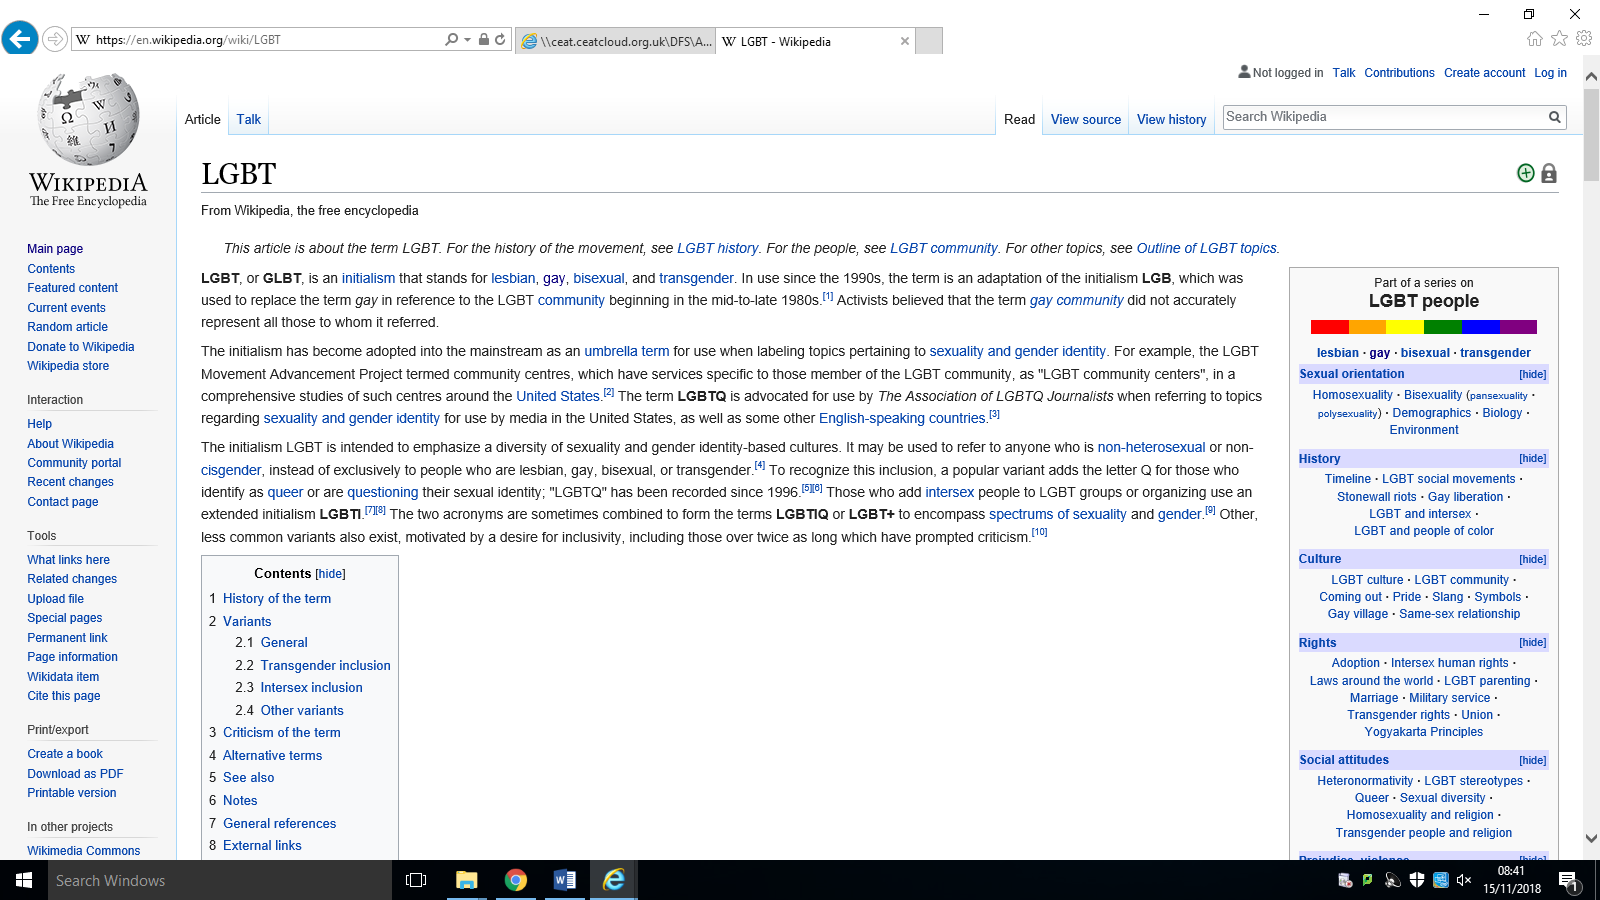 https://en.wikipedia.org/wiki/LGBT
\\ceat.ceatcloud.org.uk\DFS\A...
W LGBT - Wikipedia
Not logged in Talk Contributions Create account Log in
Article Talk Read View source View history Search Wikipedia
WIKIPEDIA
The Free Encyclopedia
Main page
Contents
Featured content
Current events
Random article
Donate to Wikipedia
Wikipedia store
Interaction
Help
About Wikipedia
Community portal
Recent changes
Contact page
Tools
What links here
Related changes
Upload file
Special pages
Permanent link
Page information
Wikidata item
Cite this page
Print/export
Create a book
Download as PDF
Printable version
In other projects
Wikimedia Commons
LGBT
From Wikipedia, the free encyclopedia
This article is about the term LGBT. For the history of the movement, see LGBT history. For the people, see LGBT community. For other topics, see Outline of LGBT topics.
LGBT, or GLBT, is an initialism that stands for lesbian, gay, bisexual, and transgender. In use since the 1990s, the term is an adaptation of the initialism LGB, which was
used to replace the term gay in reference to the LGBT community beginning in the mid-to-late 1980s.[1] Activists believed that the term gay community did not accurately
represent all those to whom it referred.
The initialism has become adopted into the mainstream as an umbrella term for use when labeling topics pertaining to sexuality and gender identity. For example, the LGBT
Movement Advancement Project termed community centres, which have services specific to those member of the LGBT community, as "LGBT community centers", in a
comprehensive studies of such centres around the United States.[2] The term LGBTQ is advocated for use by The Association of LGBTQ Journalists when referring to topics
regarding sexuality and gender identity for use by media in the United States, as well as some other English-speaking countries.[3]
The initialism LGBT is intended to emphasize a diversity of sexuality and gender identity-based cultures. It may be used to refer to anyone who is non-heterosexual or non-
cisgender, instead of exclusively to people who are lesbian, gay, bisexual, or transgender.[4] To recognize this inclusion, a popular variant adds the letter Q for those who
identify as queer or are questioning their sexual identity; "LGBTQ" has been recorded since 1996.[5][6] Those who add intersex people to LGBT groups or organizing use an
extended initialism LGBTI.[7][8] The two acronyms are sometimes combined to form the terms LGBTIQ or LGBT+ to encompass spectrums of sexuality and gender.[9] Other,
less common variants also exist, motivated by a desire for inclusivity, including those over twice as long which have prompted criticism.[10]
Contents [hide]
1 History of the term
2 Variants
2.1 General
2.2 Transgender inclusion
2.3 Intersex inclusion
2.4 Other variants
3 Criticism of the term
4 Alternative terms
5 See also
6 Notes
7 General references
8 External links
Part of a series on
LGBT people
lesbian · gay · bisexual · transgender
Sexual orientation [hide]
Homosexuality · Bisexuality (pansexuality ·
polysexuality) · Demographics · Biology ·
Environment
History [hide]
Timeline · LGBT social movements ·
Stonewall riots · Gay liberation ·
LGBT and intersex ·
LGBT and people of color
Culture [hide]
LGBT culture · LGBT community ·
Coming out · Pride · Slang · Symbols ·
Gay village · Same-sex relationship
Rights [hide]
Adoption · Intersex human rights ·
Laws around the world · LGBT parenting ·
Marriage · Military service ·
Transgender rights · Union ·
Yogyakarta Principles
Social attitudes [hide]
Heteronormativity · LGBT stereotypes ·
Queer · Sexual diversity ·
Homosexuality and religion ·
Transgender people and religion
Prejudice, violence [hide]
Search Windows
08:41
15/11/2018
1